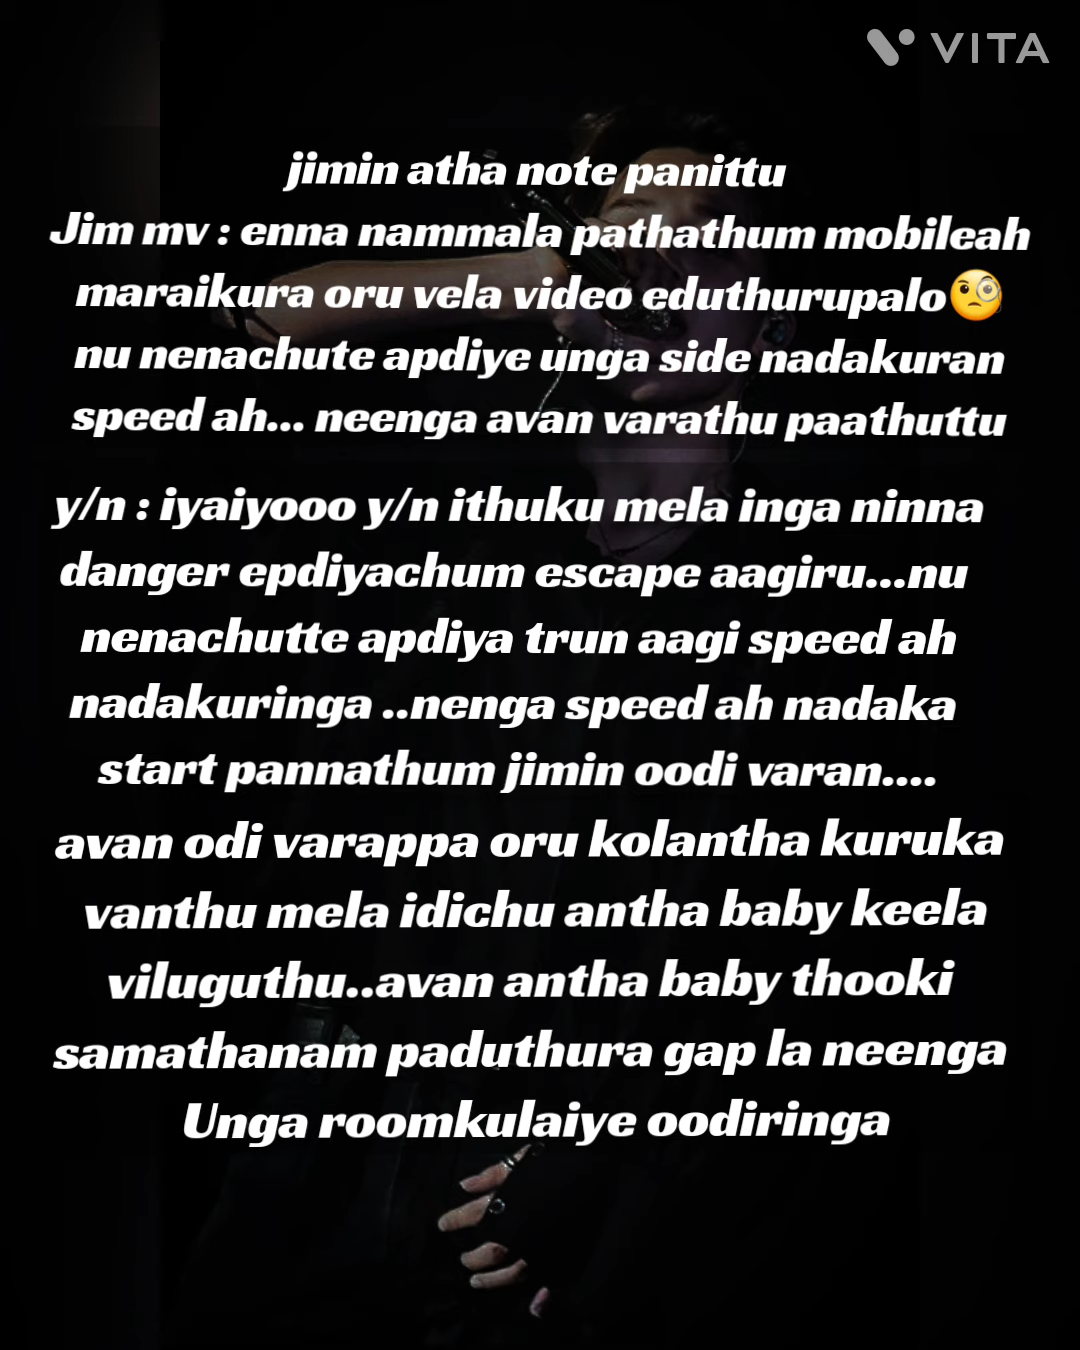 VITA
jimin atha note panittu
Jim mv : enna nammala pathathum mobileah
maraikura oru vela video eduthurupalo🧐
nu nenachute apdiye unga side nadakuran
speed ah... neenga avan varathu paathuttu
y/n : iyaiyooo y/n ithuku mela inga ninna
danger epdiyachum escape aagiru...nu
nenachutte apdiya trun aagi speed ah
nadakuringa ..nenga speed ah nadaka
start pannathum jimin oodi varan....
avan odi varappa oru kolantha kuruka
vanthu mela idichu antha baby keela
viluguthu..avan antha baby thooki
samathanam paduthura gap la neenga
Unga roomkulaiye oodiringa